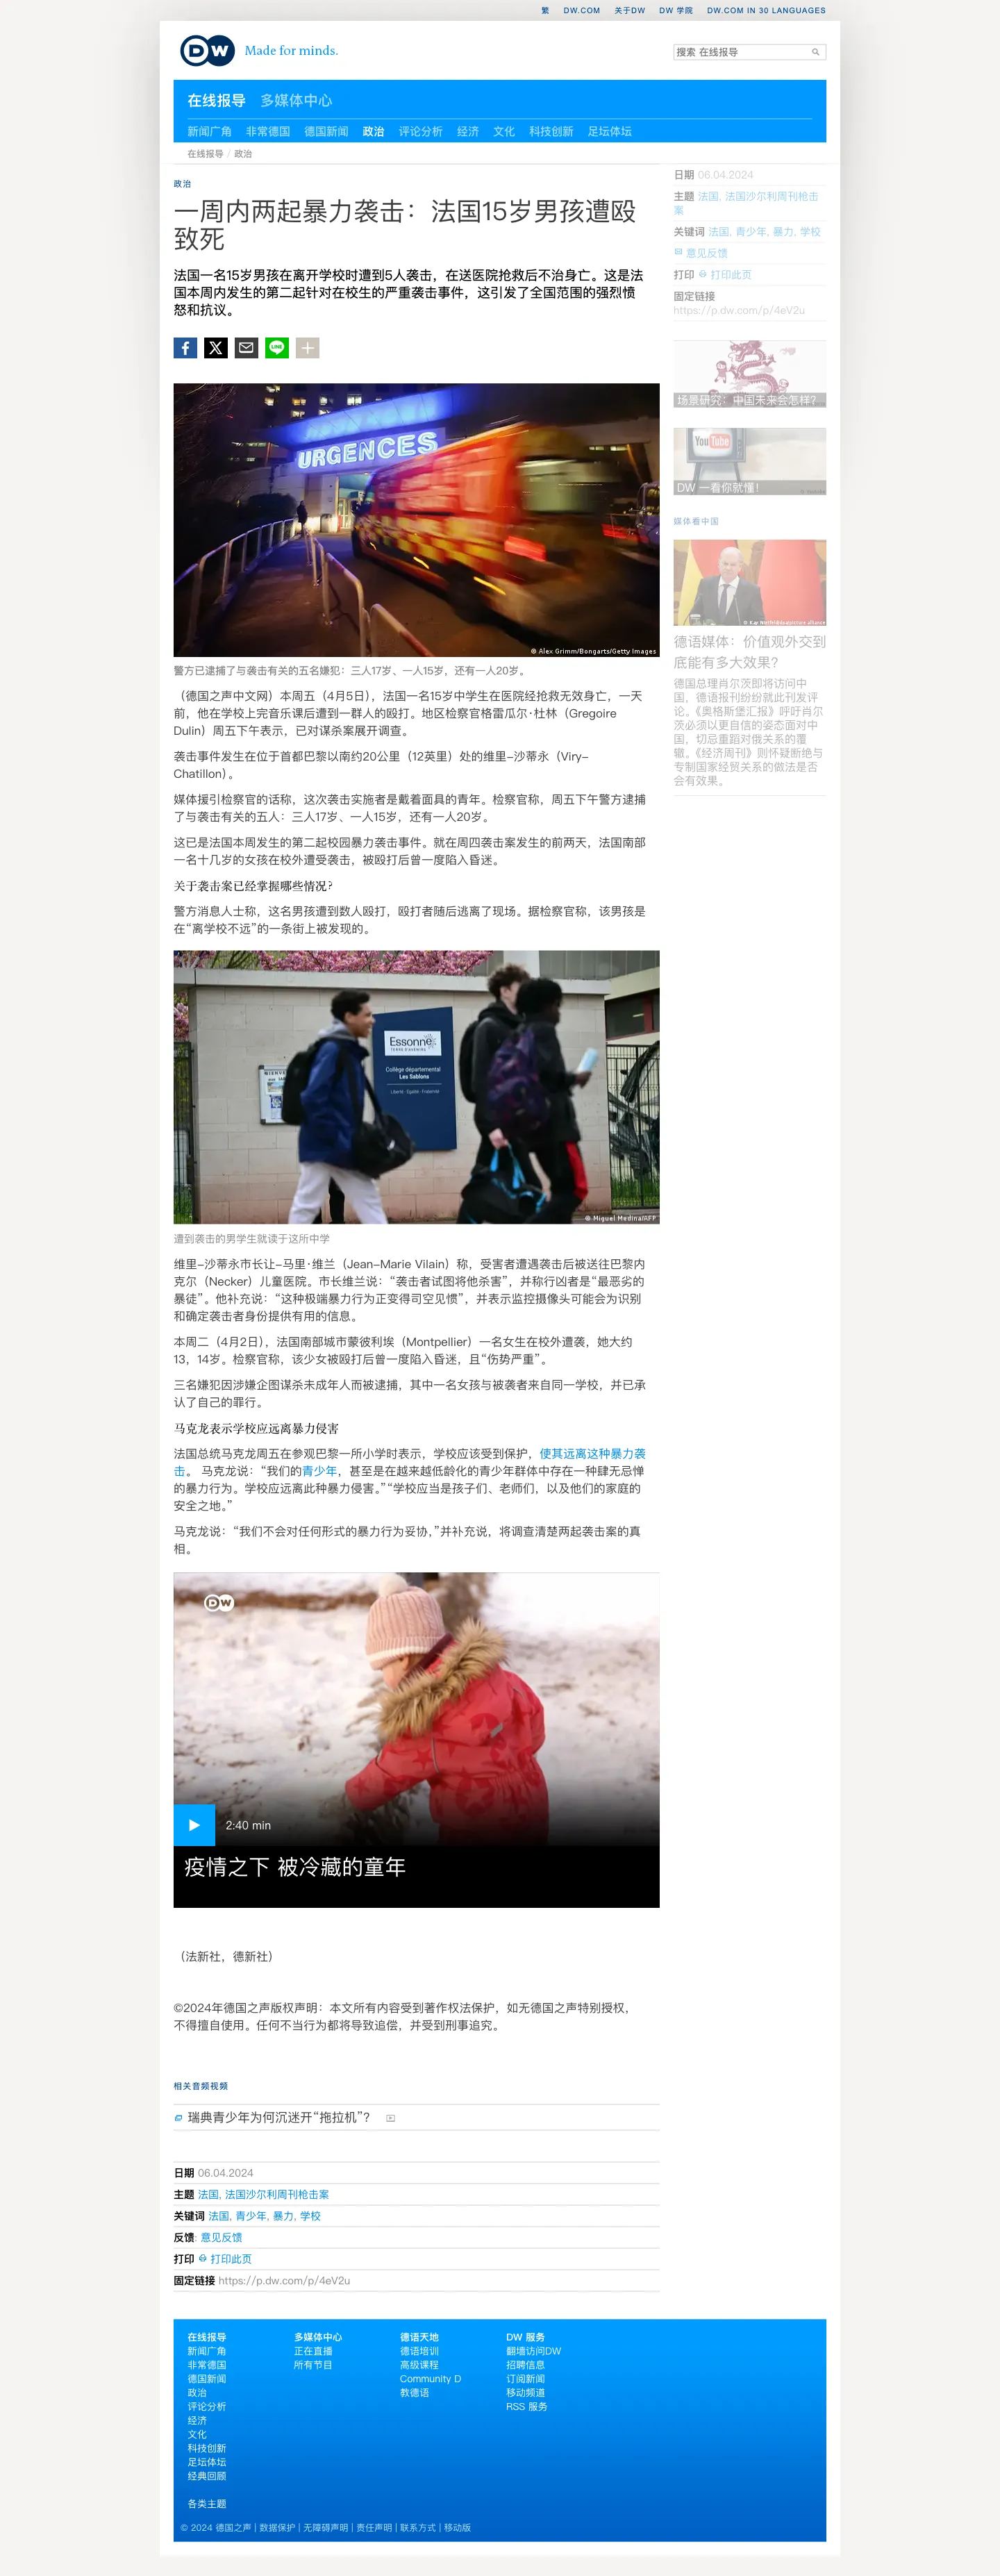 繁 DW.COM 关于DW DW 学院 DW.COM IN 30 LANGUAGES
DW Made for minds.
搜索 在线报导
在线报导 多媒体中心
新闻广角 非常德国 德国新闻 政治 评论分析 经济 文化 科技创新 足坛体坛
在线报导 / 政治
政治
一周内两起暴力袭击：法国15岁男孩遭殴
致死
法国一名15岁男孩在离开学校时遭到5人袭击，在送医院抢救后不治身亡。这是法
国本周内发生的第二起针对在校生的严重袭击事件，这引发了全国范围的强烈愤
怒和抗议。
LINE
URGENCES
© Alex Grimm/Bongarts/Getty Images
警方已逮捕了与袭击有关的五名嫌犯：三人17岁、一人15岁，还有一人20岁。
（德国之声中文网）本周五（4月5日），法国一名15岁中学生在医院经抢救无效身亡，一天
前，他在学校上完音乐课后遭到一群人的殴打。地区检察官格雷瓜尔·杜林（Gregoire
Dulin）周五下午表示，已对谋杀案展开调查。
袭击事件发生在位于首都巴黎以南约20公里（12英里）处的维里-沙蒂永（Viry-
Chatillon）。
媒体援引检察官的话称，这次袭击实施者是戴着面具的青年。检察官称，周五下午警方逮捕
了与袭击有关的五人：三人17岁、一人15岁，还有一人20岁。
这已是法国本周发生的第二起校园暴力袭击事件。就在周四袭击案发生的前两天，法国南部
一名十几岁的女孩在校外遭受袭击，被殴打后曾一度陷入昏迷。
关于袭击案已经掌握哪些情况？
警方消息人士称，这名男孩遭到数人殴打，殴打者随后逃离了现场。据检察官称，该男孩是
在“离学校不远”的一条街上被发现的。
Essonne
TERRE D'AVENIRS
Collège départemental
Les Sablons
Liberté · Égalité · Fraternité
BIENVE
© Miguel Medina/AFP
遭到袭击的男学生就读于这所中学
维里-沙蒂永市长让-马里·维兰（Jean-Marie Vilain）称，受害者遭遇袭击后被送往巴黎内
克尔（Necker）儿童医院。市长维兰说：“袭击者试图将他杀害”，并称行凶者是“最恶劣的
暴徒”。他补充说：“这种极端暴力行为正变得司空见惯”，并表示监控摄像头可能会为识别
和确定袭击者身份提供有用的信息。
本周二（4月2日），法国南部城市蒙彼利埃（Montpellier）一名女生在校外遭袭，她大约
13，14岁。检察官称，该少女被殴打后曾一度陷入昏迷，且“伤势严重”。
三名嫌犯因涉嫌企图谋杀未成年人而被逮捕，其中一名女孩与被袭者来自同一学校，并已承
认了自己的罪行。
马克龙表示学校应远离暴力侵害
法国总统马克龙周五在参观巴黎一所小学时表示，学校应该受到保护，使其远离这种暴力袭
击。 马克龙说：“我们的青少年，甚至是在越来越低龄化的青少年群体中存在一种肆无忌惮
的暴力行为。学校应远离此种暴力侵害。”“学校应当是孩子们、老师们，以及他们的家庭的
安全之地。”
马克龙说：“我们不会对任何形式的暴力行为妥协，”并补充说，将调查清楚两起袭击案的真
相。
DW
2:40 min
疫情之下 被冷藏的童年
（法新社，德新社）
©2024年德国之声版权声明：本文所有内容受到著作权法保护，如无德国之声特别授权，
不得擅自使用。任何不当行为都将导致追偿，并受到刑事追究。
相关音频视频
瑞典青少年为何沉迷开“拖拉机”？
日期 06.04.2024
主题 法国, 法国沙尔利周刊枪击案
关键词 法国, 青少年, 暴力, 学校
反馈: 意见反馈
打印 打印此页
固定链接 https://p.dw.com/p/4eV2u
日期 06.04.2024
主题 法国, 法国沙尔利周刊枪击
案
关键词 法国, 青少年, 暴力, 学校
意见反馈
打印 打印此页
固定链接
https://p.dw.com/p/4eV2u
场景研究：中国未来会怎样？
YouTube
DW 一看你就懂！
媒体看中国
德语媒体：价值观外交到
底能有多大效果？
德国总理肖尔茨即将访问中
国，德语报刊纷纷就此刊发评
论。《奥格斯堡汇报》呼吁肖尔
茨必须以更自信的姿态面对中
国，切忌重蹈对俄关系的覆
辙。《经济周刊》则怀疑断绝与
专制国家经贸关系的做法是否
会有效果。
在线报导
新闻广角
非常德国
德国新闻
政治
评论分析
经济
文化
科技创新
足坛体坛
经典回顾
各类主题
多媒体中心
正在直播
所有节目
德语天地
德语培训
高级课程
Community D
教德语
DW 服务
翻墙访问DW
招聘信息
订阅新闻
移动频道
RSS 服务
© 2024 德国之声 | 数据保护 | 无障碍声明 | 责任声明 | 联系方式 | 移动版